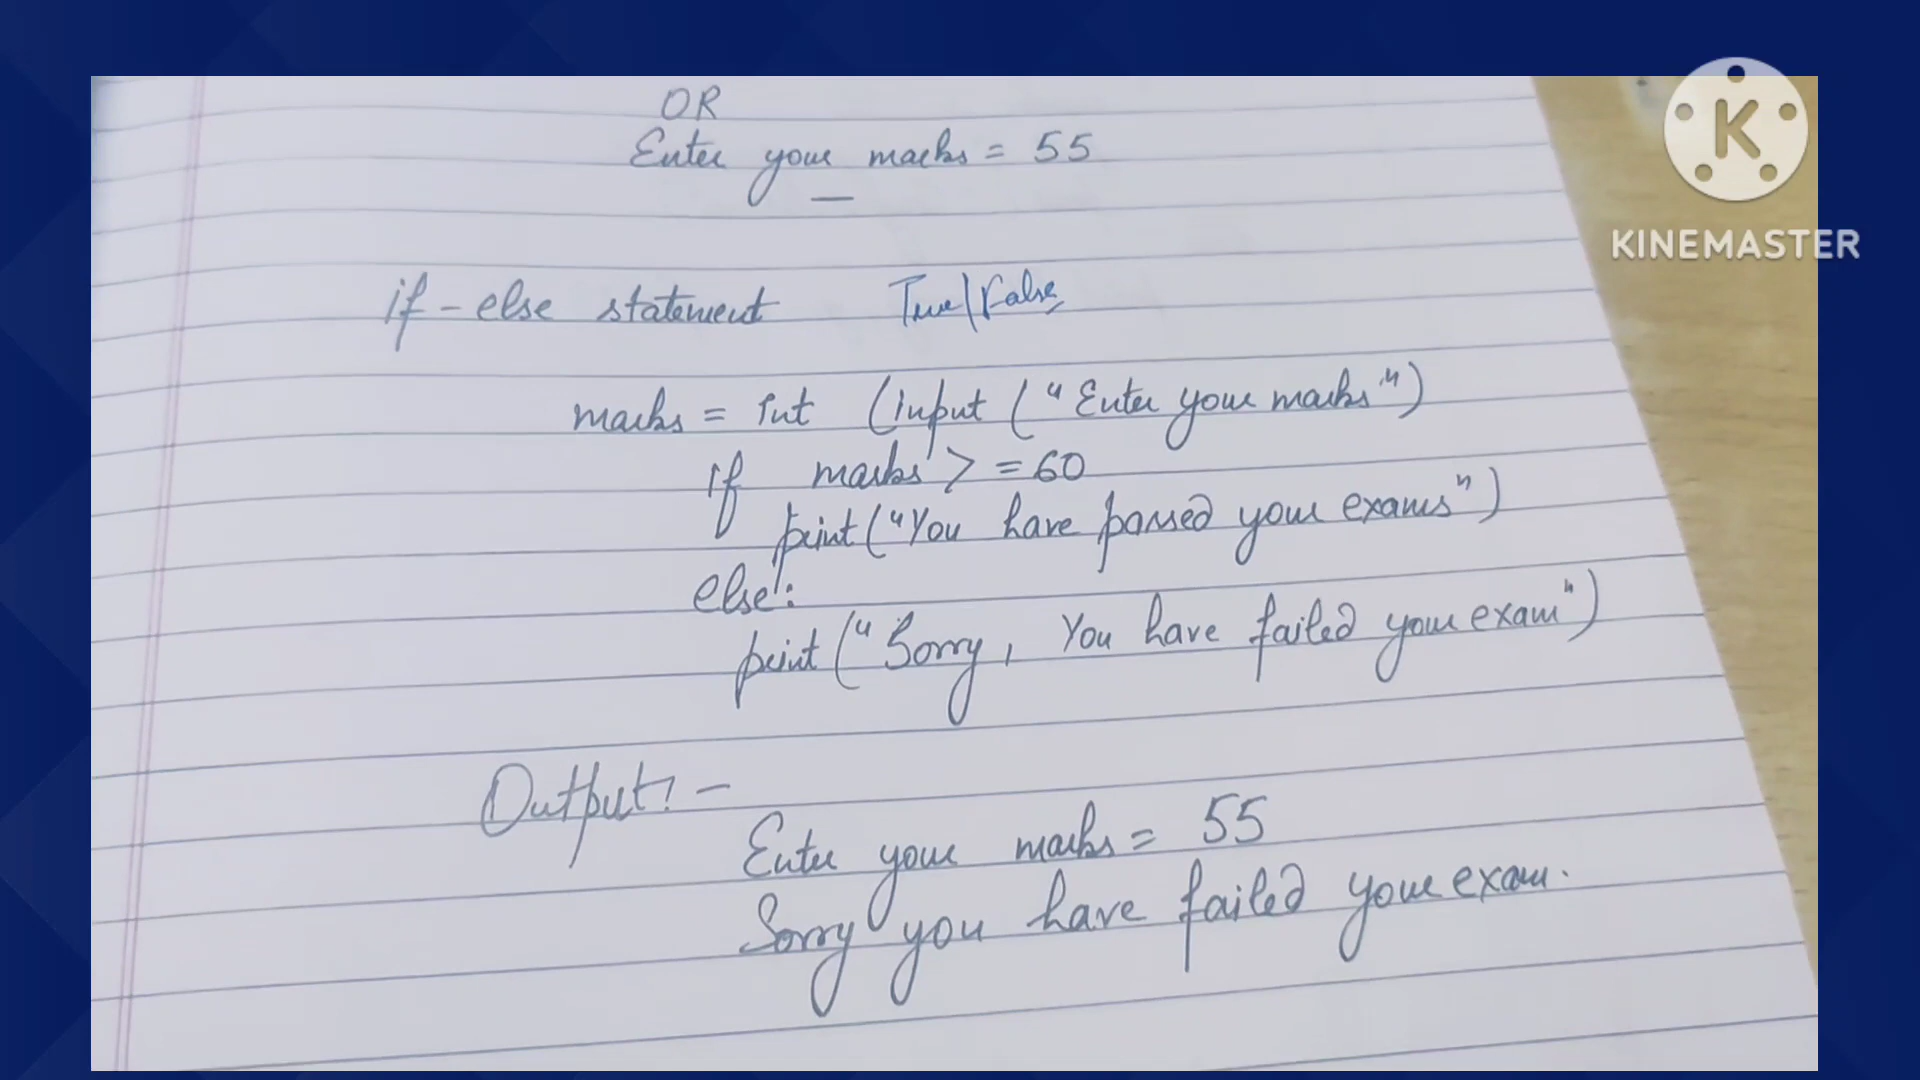 OR
Enter your marks = 55
—
if-else statement True/False
marks = int (input ("Enter your marks")
if marks >=60
print("You have passed your exams")
else:
print("Sorry, You have failed your exam")
Output:-
Enter your marks = 55
Sorry you have failed your exam.
K
KINEMASTER